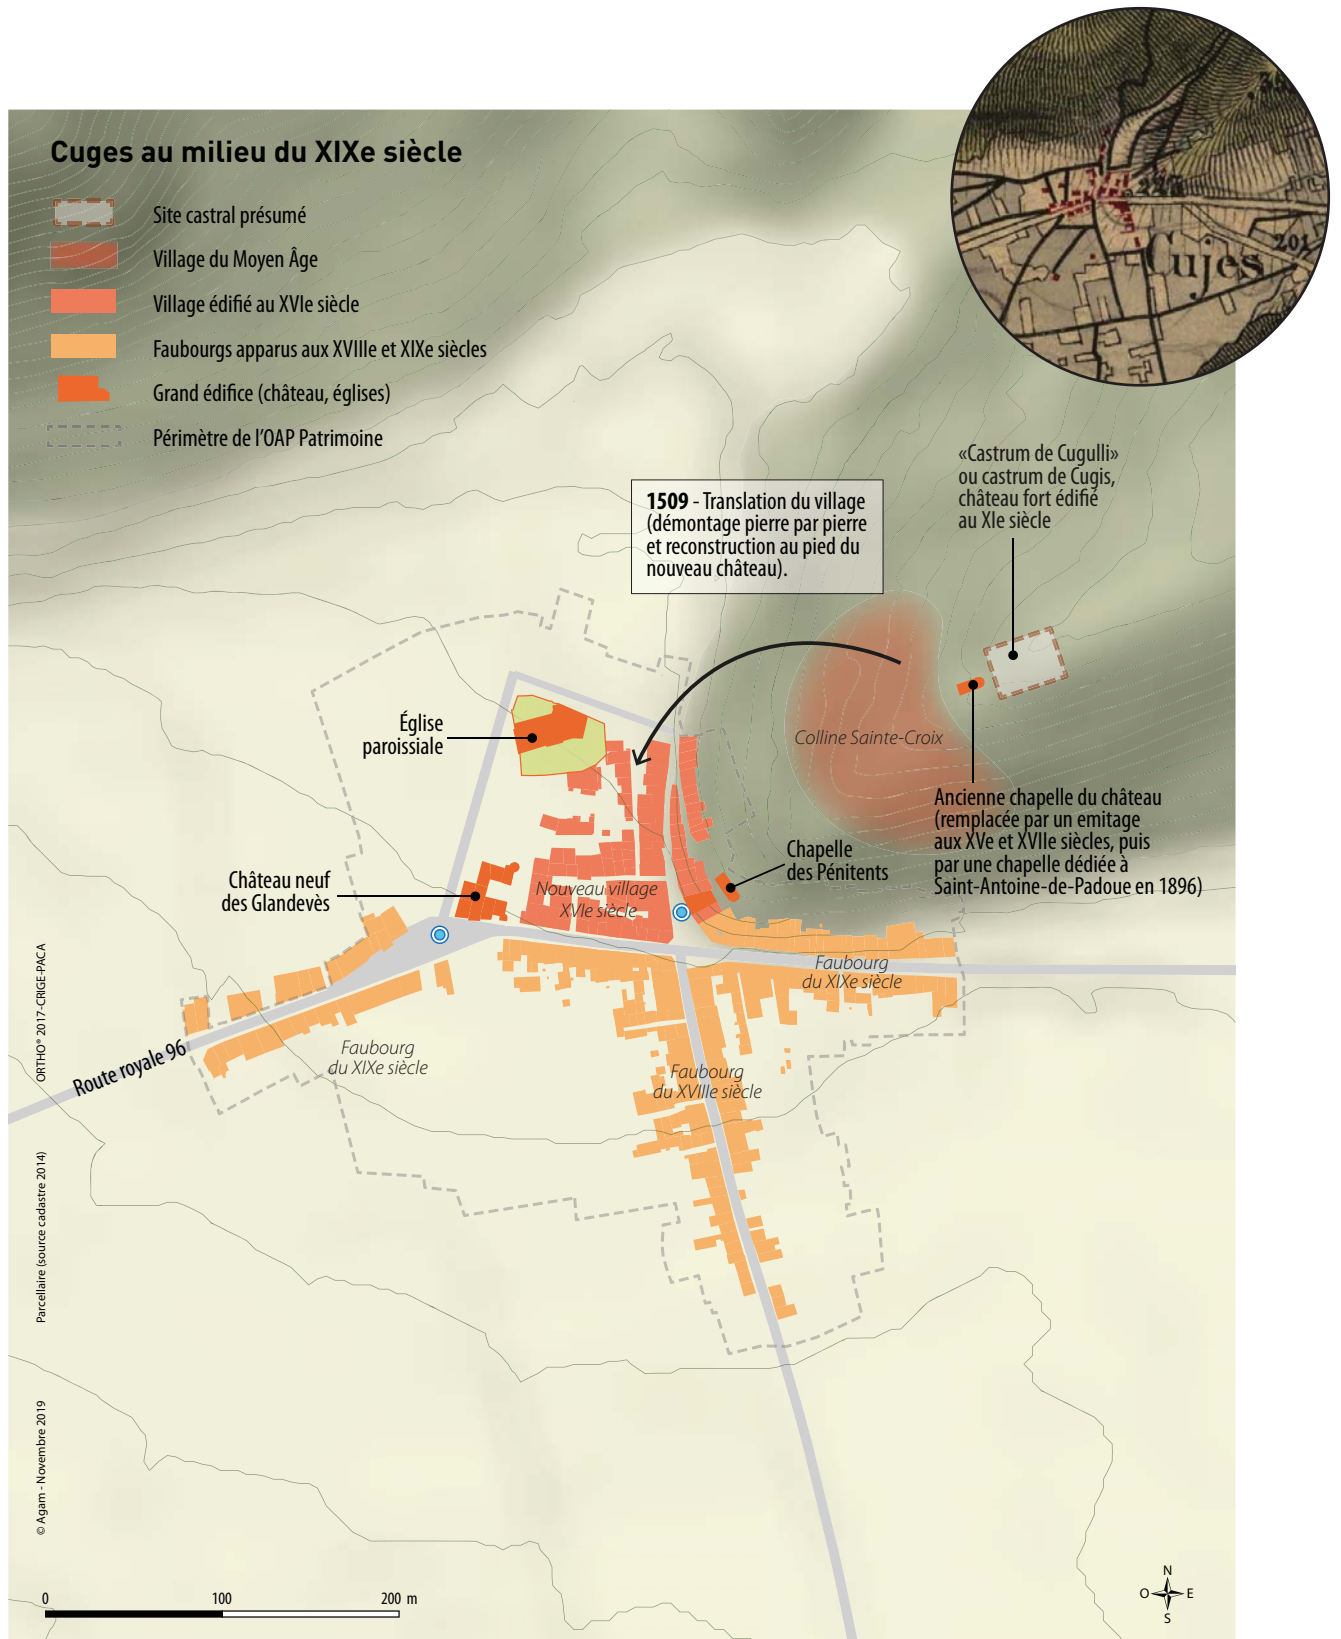 Cuges au milieu du XIXe siècle
Site castral présumé
Village du Moyen Âge
Village édifié au XVIe siècle
Faubourgs apparus aux XVIIIe et XIXe siècles
Grand édifice (château, églises)
Périmètre de l'OAP Patrimoine
224
201
Cujes
«Castrum de Cugulli»
ou castrum de Cugis,
château fort édifié
au XIe siècle
1509 - Translation du village
(démontage pierre par pierre
et reconstruction au pied du
nouveau château).
Église
paroissiale
Colline Sainte-Croix
Ancienne chapelle du château
(remplacée par un emitage
aux XVe et XVIIe siècles, puis
par une chapelle dédiée à
Saint-Antoine-de-Padoue en 1896)
Chapelle
des Pénitents
Château neuf
des Glandevès
Nouveau village
XVIe siècle
Faubourg
du XIXe siècle
Faubourg
du XIXe siècle
Faubourg
du XVIIIe siècle
Route royale 96
ORTHO® 2017-CRIGE-PACA
Parcellaire (source cadastre 2014)
© Agam - Novembre 2019
0 100 200 m
N
O E
S